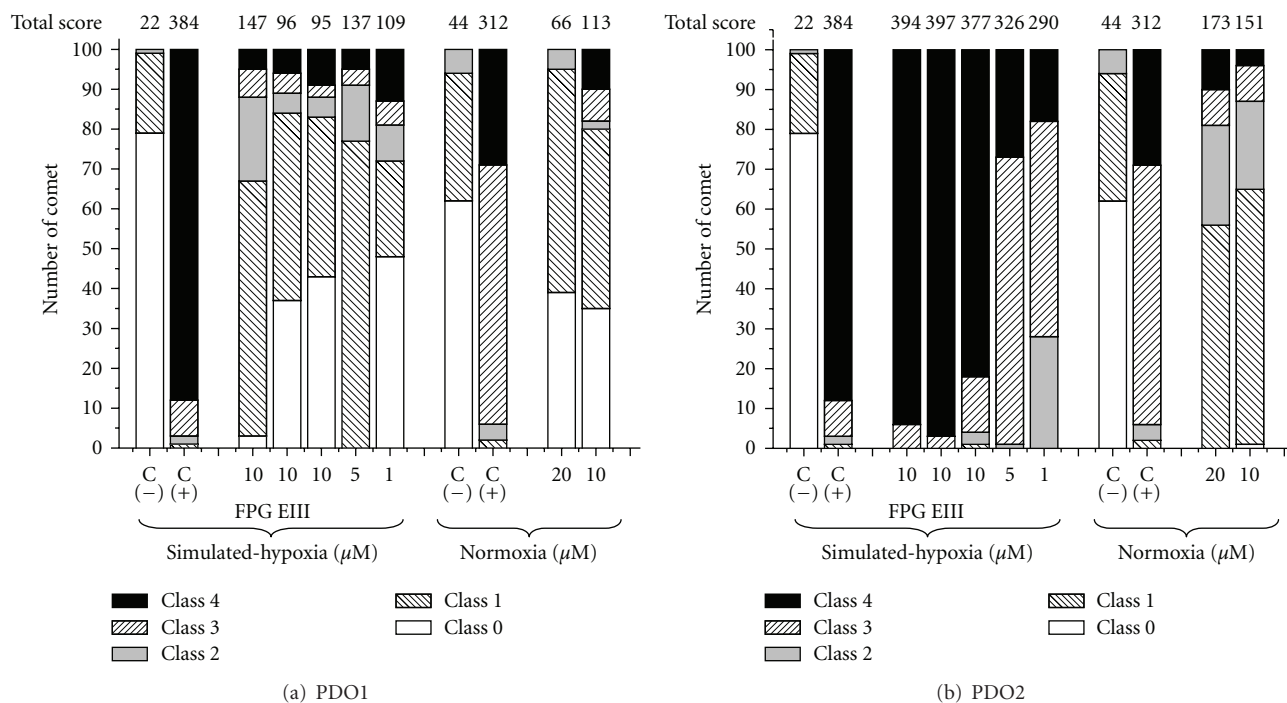 Total score 22 384 147 96 95 137 109 44 312 66 113
100
90
80
70
60
50
40
30
20
10
0
Number of comet
C (−) C (+) 10 10 10 5 1 C (−) C (+) 20 10
FPG EIII
Simulated-hypoxia (μM) Normoxia (μM)
Class 4 Class 1
Class 3 Class 0
Class 2
(a) PDO1
Total score 22 384 394 397 377 326 290 44 312 173 151
100
90
80
70
60
50
40
30
20
10
0
Number of comet
C (−) C (+) 10 10 10 5 1 C (−) C (+) 20 10
FPG EIII
Simulated-hypoxia (μM) Normoxia (μM)
Class 4 Class 1
Class 3 Class 0
Class 2
(b) PDO2